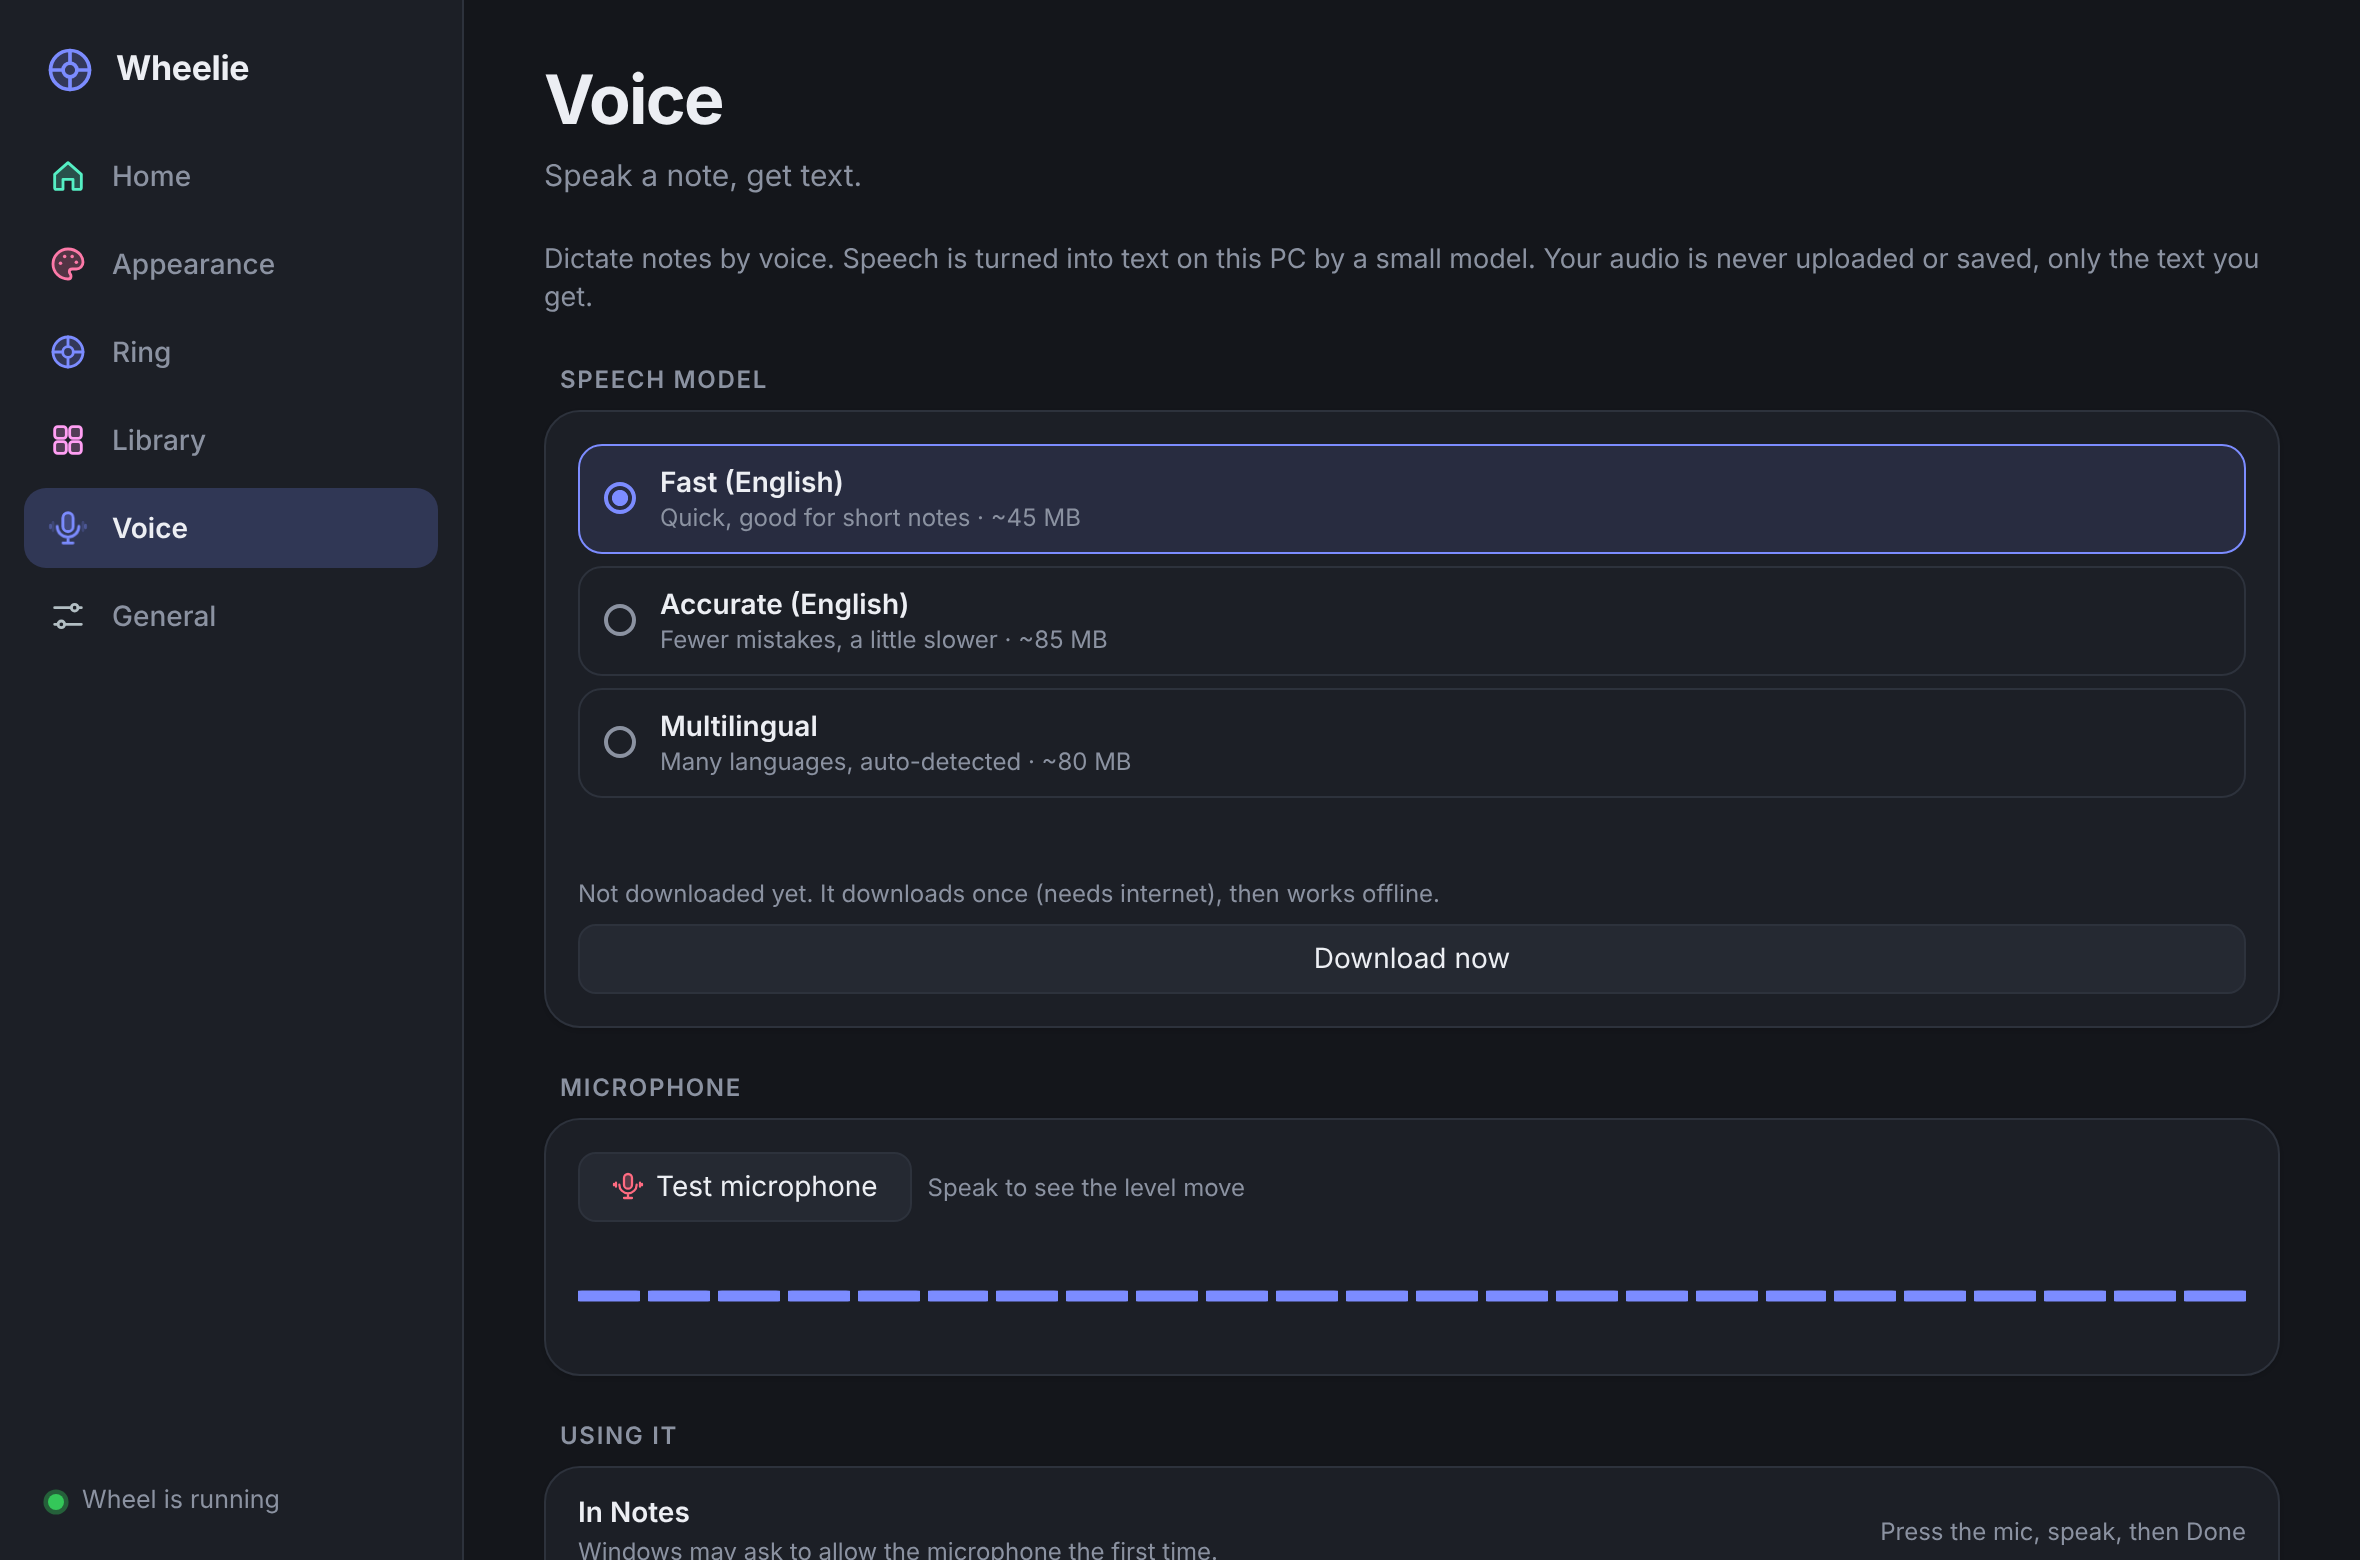 Wheelie
Home
Appearance
Ring
Library
Voice
General
Wheel is running
Voice
Speak a note, get text.
Dictate notes by voice. Speech is turned into text on this PC by a small model. Your audio is never uploaded or saved, only the text you
get.
SPEECH MODEL
Fast (English)
Quick, good for short notes · ~45 MB
Accurate (English)
Fewer mistakes, a little slower · ~85 MB
Multilingual
Many languages, auto-detected · ~80 MB
Not downloaded yet. It downloads once (needs internet), then works offline.
Download now
MICROPHONE
Test microphone
Speak to see the level move
USING IT
In Notes
Windows may ask to allow the microphone the first time.
Press the mic, speak, then Done